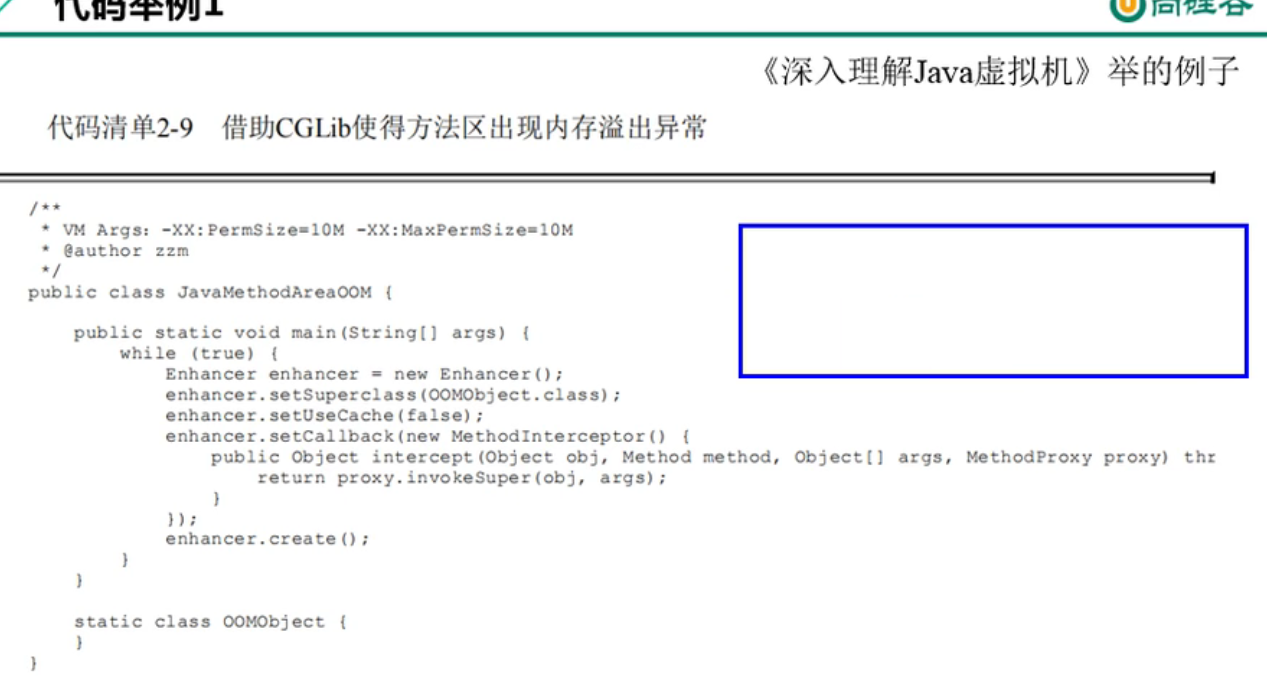 代码举例1
尚硅谷
《深入理解Java虚拟机》举的例子
代码清单2-9 借助CGLib使得方法区出现内存溢出异常
/**
 * VM Args: -XX:PermSize=10M -XX:MaxPermSize=10M
 * @author zzm
 */
public class JavaMethodAreaOOM {
    public static void main(String[] args) {
        while (true) {
            Enhancer enhancer = new Enhancer();
            enhancer.setSuperclass(OOMObject.class);
            enhancer.setUseCache(false);
            enhancer.setCallback(new MethodInterceptor() {
                public Object intercept(Object obj, Method method, Object[] args, MethodProxy proxy) thr
                    return proxy.invokeSuper(obj, args);
                }
            });
            enhancer.create();
        }
    }
    static class OOMObject {
    }
}